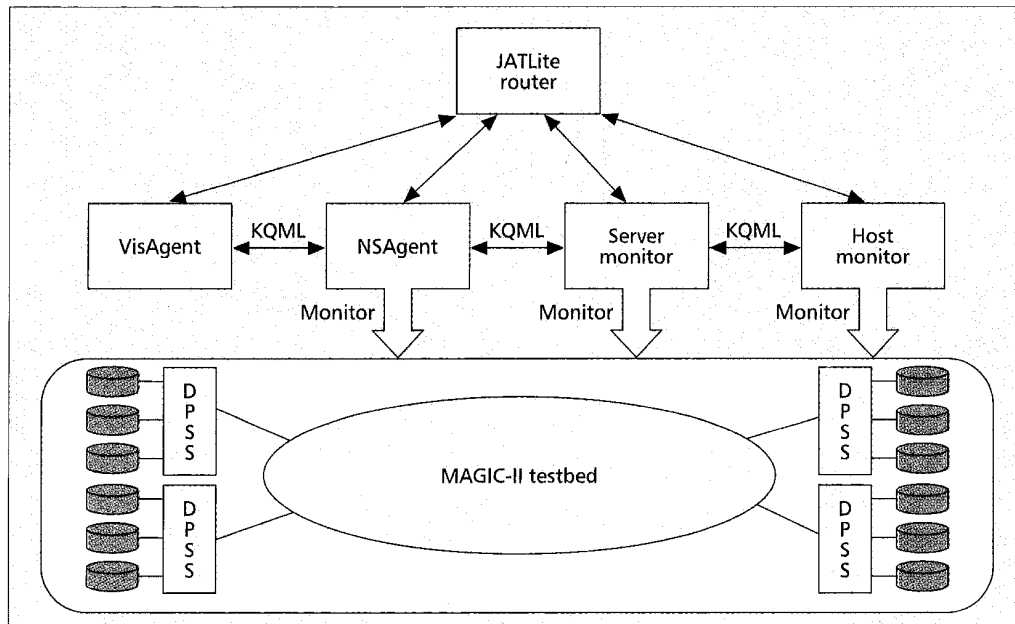 JATLite
router
KQML
KQML
KQML
VisAgent
NSAgent
Server
monitor
Host
monitor
Monitor
Monitor
Monitor
D
P
S
S
D
P
S
S
MAGIC-II testbed
D
P
S
S
D
P
S
S